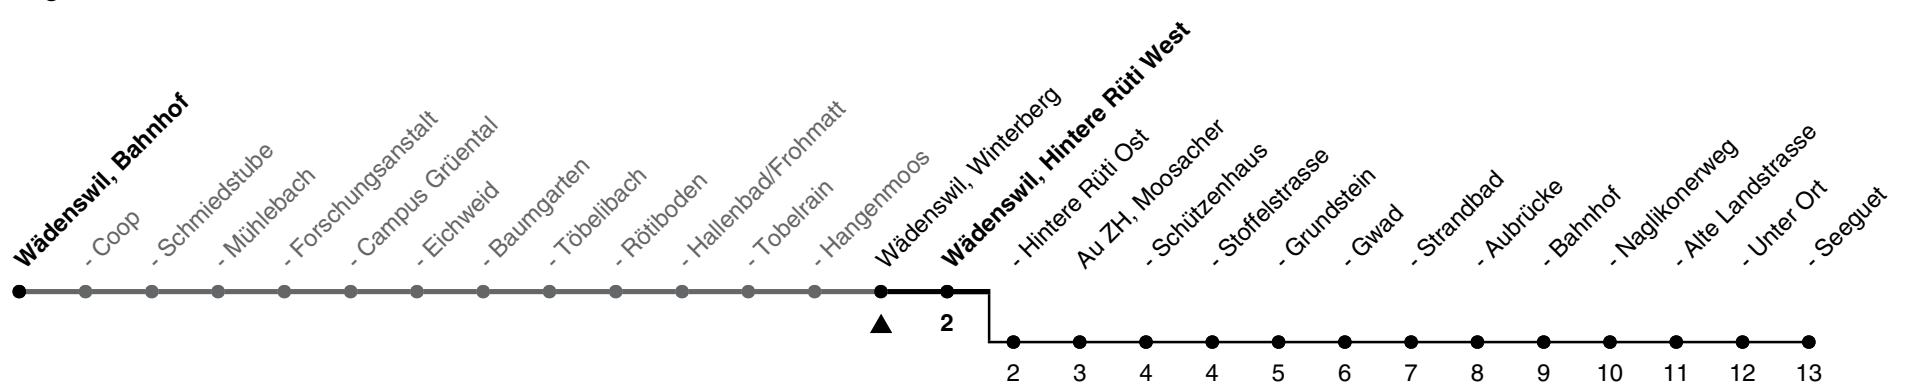 Wädenswil, Bahnhof
- Coop
- Schmiedstube
- Mühlebach
- Forschungsanstalt
- Campus Grüental
- Eichweid
- Baumgarten
- Töbelibach
- Rötiboden
- Hallenbad/Frohmatt
- Tobelrain
- Hangenmoos
Wädenswil, Winterberg
Wädenswil, Hintere Rüti West
- Hintere Rüti Ost
Au ZH, Moosacher
- Schützenhaus
- Stoffelstrasse
- Grundstein
- Gwad
- Strandbad
- Aubrücke
- Bahnhof
- Naglikonerweg
- Alte Landstrasse
- Unter Ort
- Seeguet
2
2 3 4 4 5 6 7 8 9 10 11 12 13